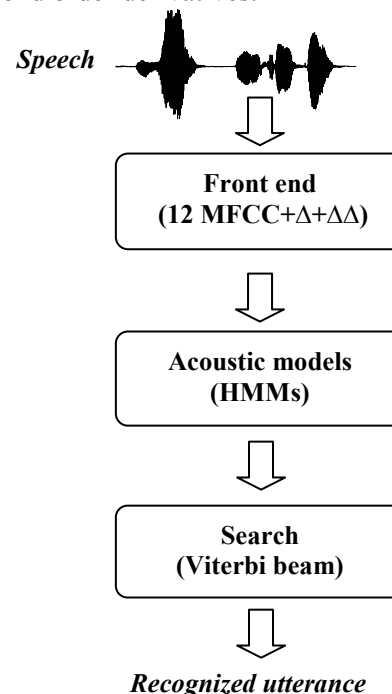 Speech
Front end
(12 MFCC+Δ+ΔΔ)
Acoustic models
(HMMs)
Search
(Viterbi beam)
Recognized utterance